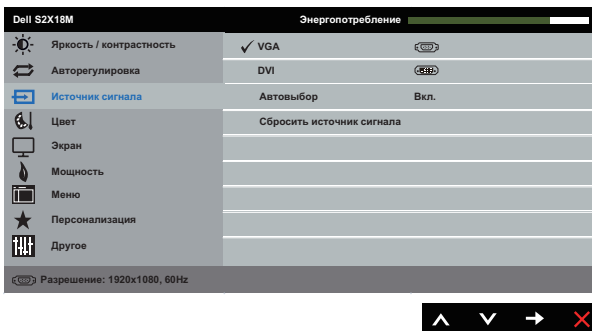 Dell S2X18M Энергопотребление
Яркость / контрастность
Авторегулировка
Источник сигнала
Цвет
Экран
Мощность
Меню
Персонализация
Другое
VGA
DVI
Автовыбор Вкл.
Сбросить источник сигнала
Разрешение: 1920x1080, 60Hz